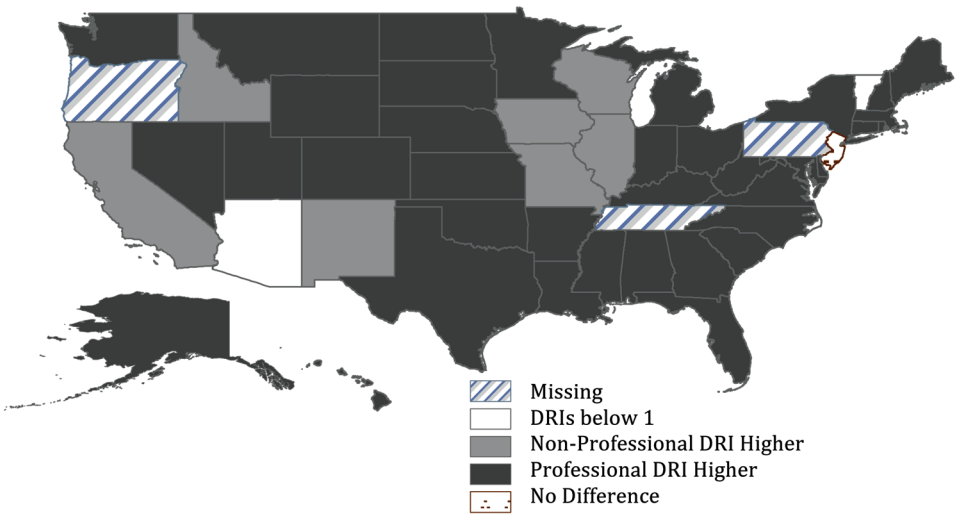 Missing
DRIs below 1
Non-Professional DRI Higher
Professional DRI Higher
No Difference